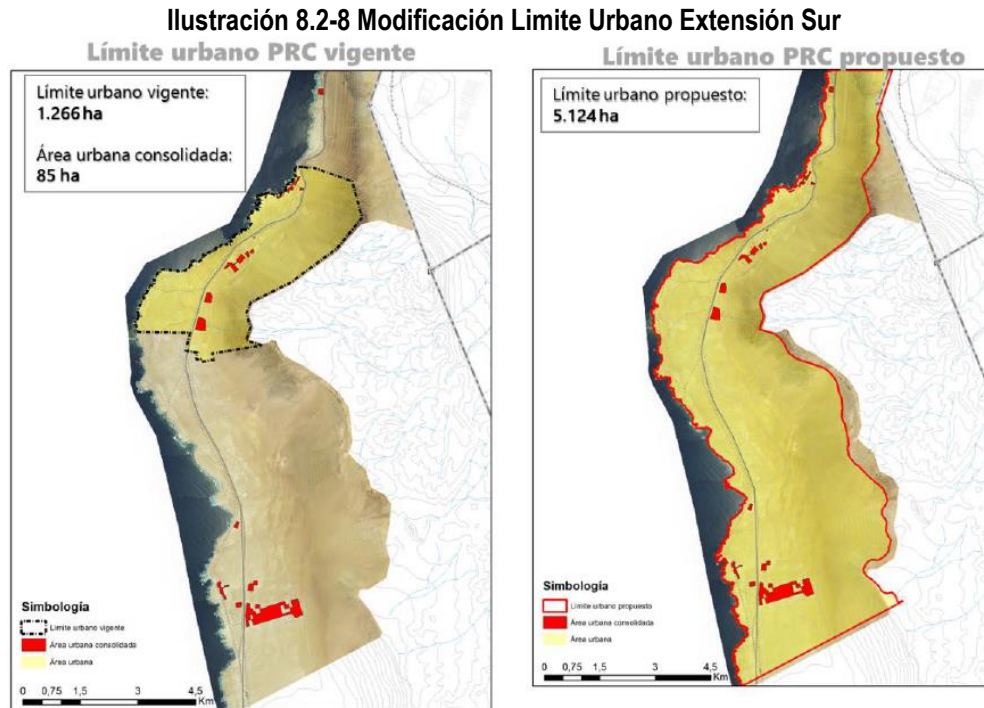 Ilustración 8.2-8 Modificación Limite Urbano Extensión Sur
Límite urbano PRC vigente
Límite urbano vigente:
1.266 ha
Área urbana consolidada:
85 ha
Simbología
Límite urbano vigente
Área urbana consolidada
Área urbana
0 0,75 1,5 3 4,5
Km
Límite urbano PRC propuesto
Límite urbano propuesto:
5.124 ha
Simbología
Límite urbano propuesto
Área urbana consolidada
Área urbana
0 0,75 1,5 3 4,5
Km